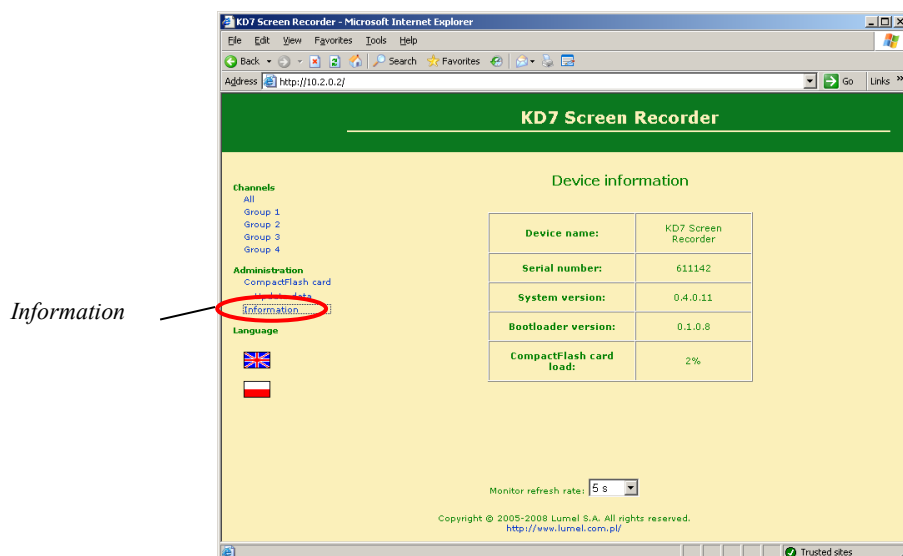 KD7 Screen Recorder - Microsoft Internet Explorer
File Edit View Favorites Tools Help
Back Search Favorites
Address http://10.2.0.2/ Go Links »
KD7 Screen Recorder
Device information
Channels
All
Group 1
Group 2
Group 3
Group 4
Administration
CompactFlash card
Update data
Information
Language
Information
Device name: KD7 Screen Recorder
Serial number: 611142
System version: 0.4.0.11
Bootloader version: 0.1.0.8
CompactFlash card load: 2%
Monitor refresh rate: 5 s
Copyright © 2005-2008 Lumel S.A. All rights reserved.
http://www.lumel.com.pl/
Trusted sites